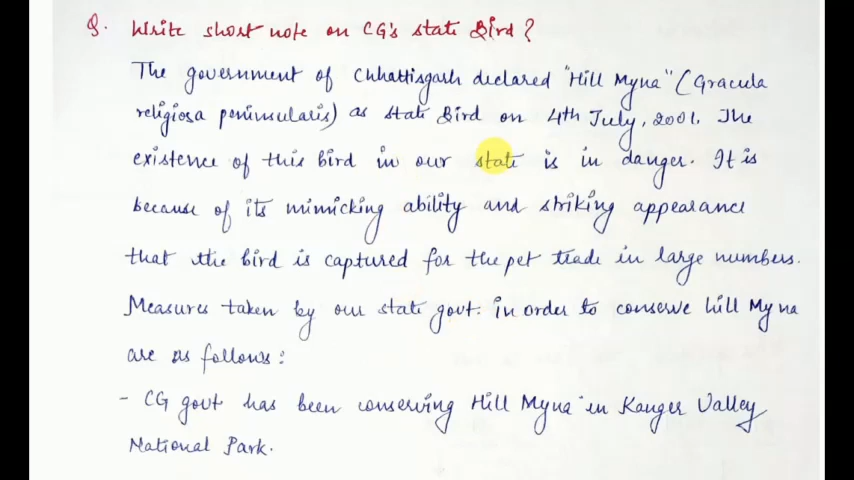 Q. Write short note on CG's state Bird?
The government of Chhattisgarh declared "Hill Myna" (Gracula
religiosa peninsularis) as state Bird on 4th July, 2001. The
existence of this bird in our state is in danger. It is
because of its mimicking ability and striking appearance
that the bird is captured for the pet trade in large numbers.
Measures taken by our state govt. in order to conserve hill Myna
are as follows:
- CG govt has been conserving Hill Myna in Kanger Valley
National Park.